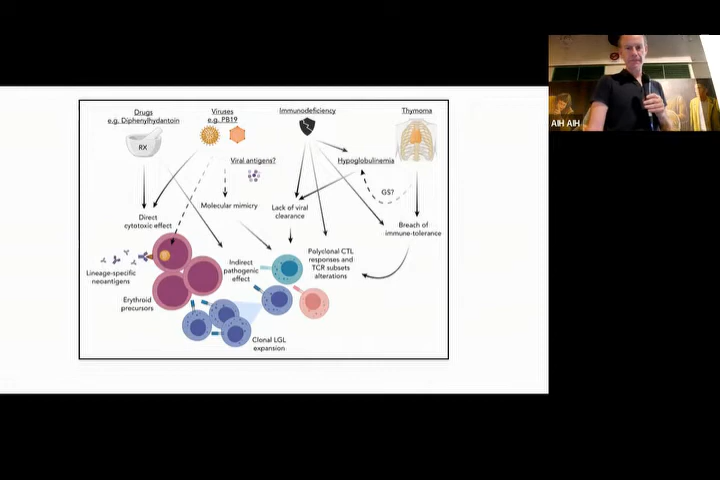 Drugs
e.g. Diphenylhydantoin
Viruses
e.g. PB19
Immunodeficiency
Thymoma
RX
Viral antigens?
Hypoglobulinemia
GS?
Molecular mimicry
Lack of viral
clearance
Direct
cytotoxic effect
Breach of
immune-tolerance
Lineage-specific
neoantigens
Indirect
pathogenic
effect
Polyclonal CTL
responses and
TCR subsets
alterations
Erythroid
precursors
Clonal LGL
expansion
AIH AIH